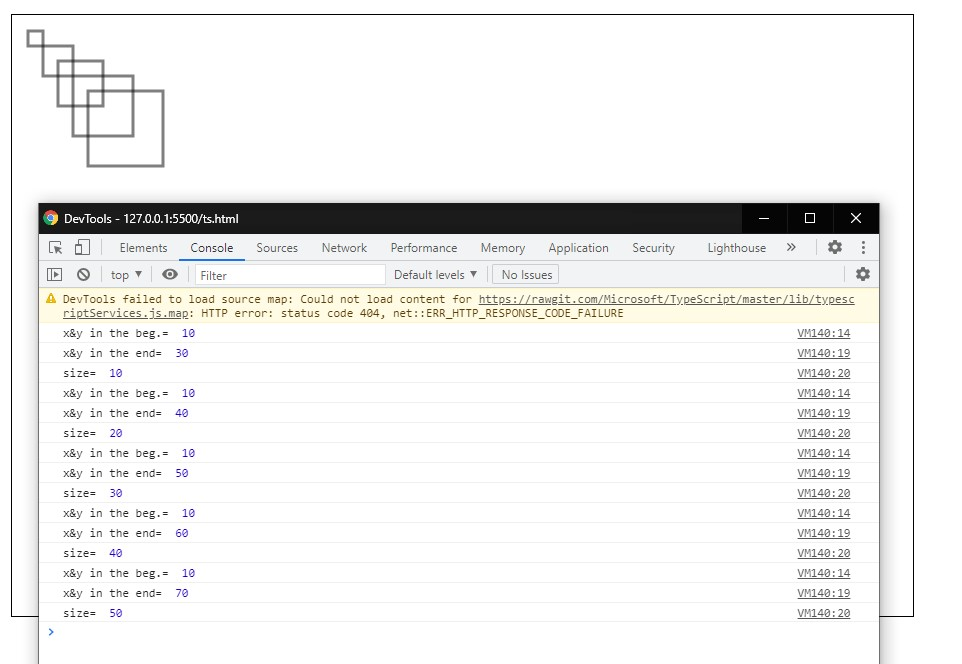 DevTools - 127.0.0.1:5500/ts.html
Elements Console Sources Network Performance Memory Application Security Lighthouse »
top ▼ Filter Default levels ▼ No Issues
DevTools failed to load source map: Could not load content for https://rawgit.com/Microsoft/TypeScript/master/lib/typesc
riptServices.js.map: HTTP error: status code 404, net::ERR_HTTP_RESPONSE_CODE_FAILURE
x&y in the beg.= 10 VM140:14
x&y in the end= 30 VM140:19
size= 10 VM140:20
x&y in the beg.= 10 VM140:14
x&y in the end= 40 VM140:19
size= 20 VM140:20
x&y in the beg.= 10 VM140:14
x&y in the end= 50 VM140:19
size= 30 VM140:20
x&y in the beg.= 10 VM140:14
x&y in the end= 60 VM140:19
size= 40 VM140:20
x&y in the beg.= 10 VM140:14
x&y in the end= 70 VM140:19
size= 50 VM140:20
>